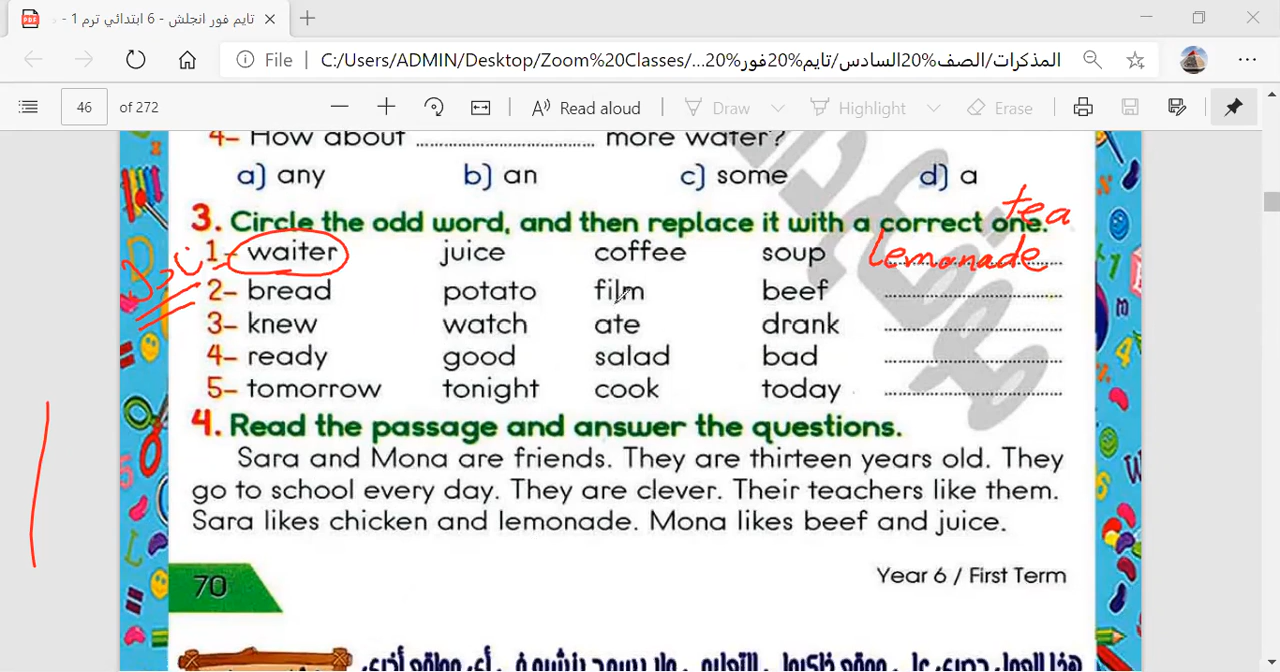 تايم فور انجلش - 6 ابتدائي ترم 1 -
File | C:/Users/ADMIN/Desktop/Zoom%20Classes/المذكرات/الصف%20السادس/تايم%20فور%20...
46 of 272 Read aloud Draw Highlight Erase
4- How about .................... more water?
a) any b) an c) some d) a
3. Circle the odd word, and then replace it with a correct one.
tea
1- waiter juice coffee soup lemonade
2- bread potato film beef ....................
3- knew watch ate drank ....................
4- ready good salad bad ....................
5- tomorrow tonight cook today ....................
4. Read the passage and answer the questions.
Sara and Mona are friends. They are thirteen years old. They
go to school every day. They are clever. Their teachers like them.
Sara likes chicken and lemonade. Mona likes beef and juice.
70
Year 6 / First Term